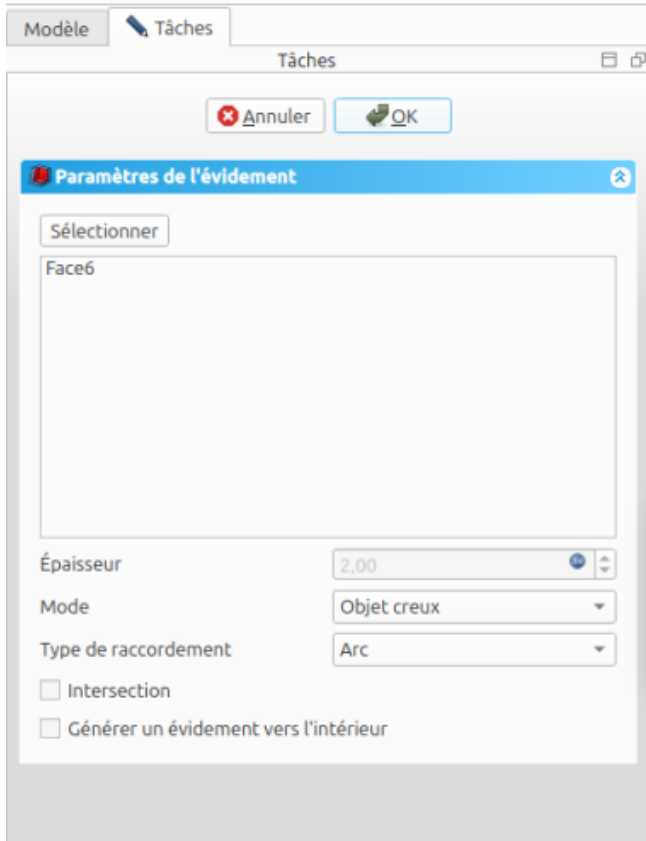 Modèle
Tâches
Tâches
Annuler
OK
Paramètres de l'évidement
Sélectionner
Face6
Épaisseur
2,00
Mode
Objet creux
Type de raccordement
Arc
Intersection
Générer un évidement vers l'intérieur